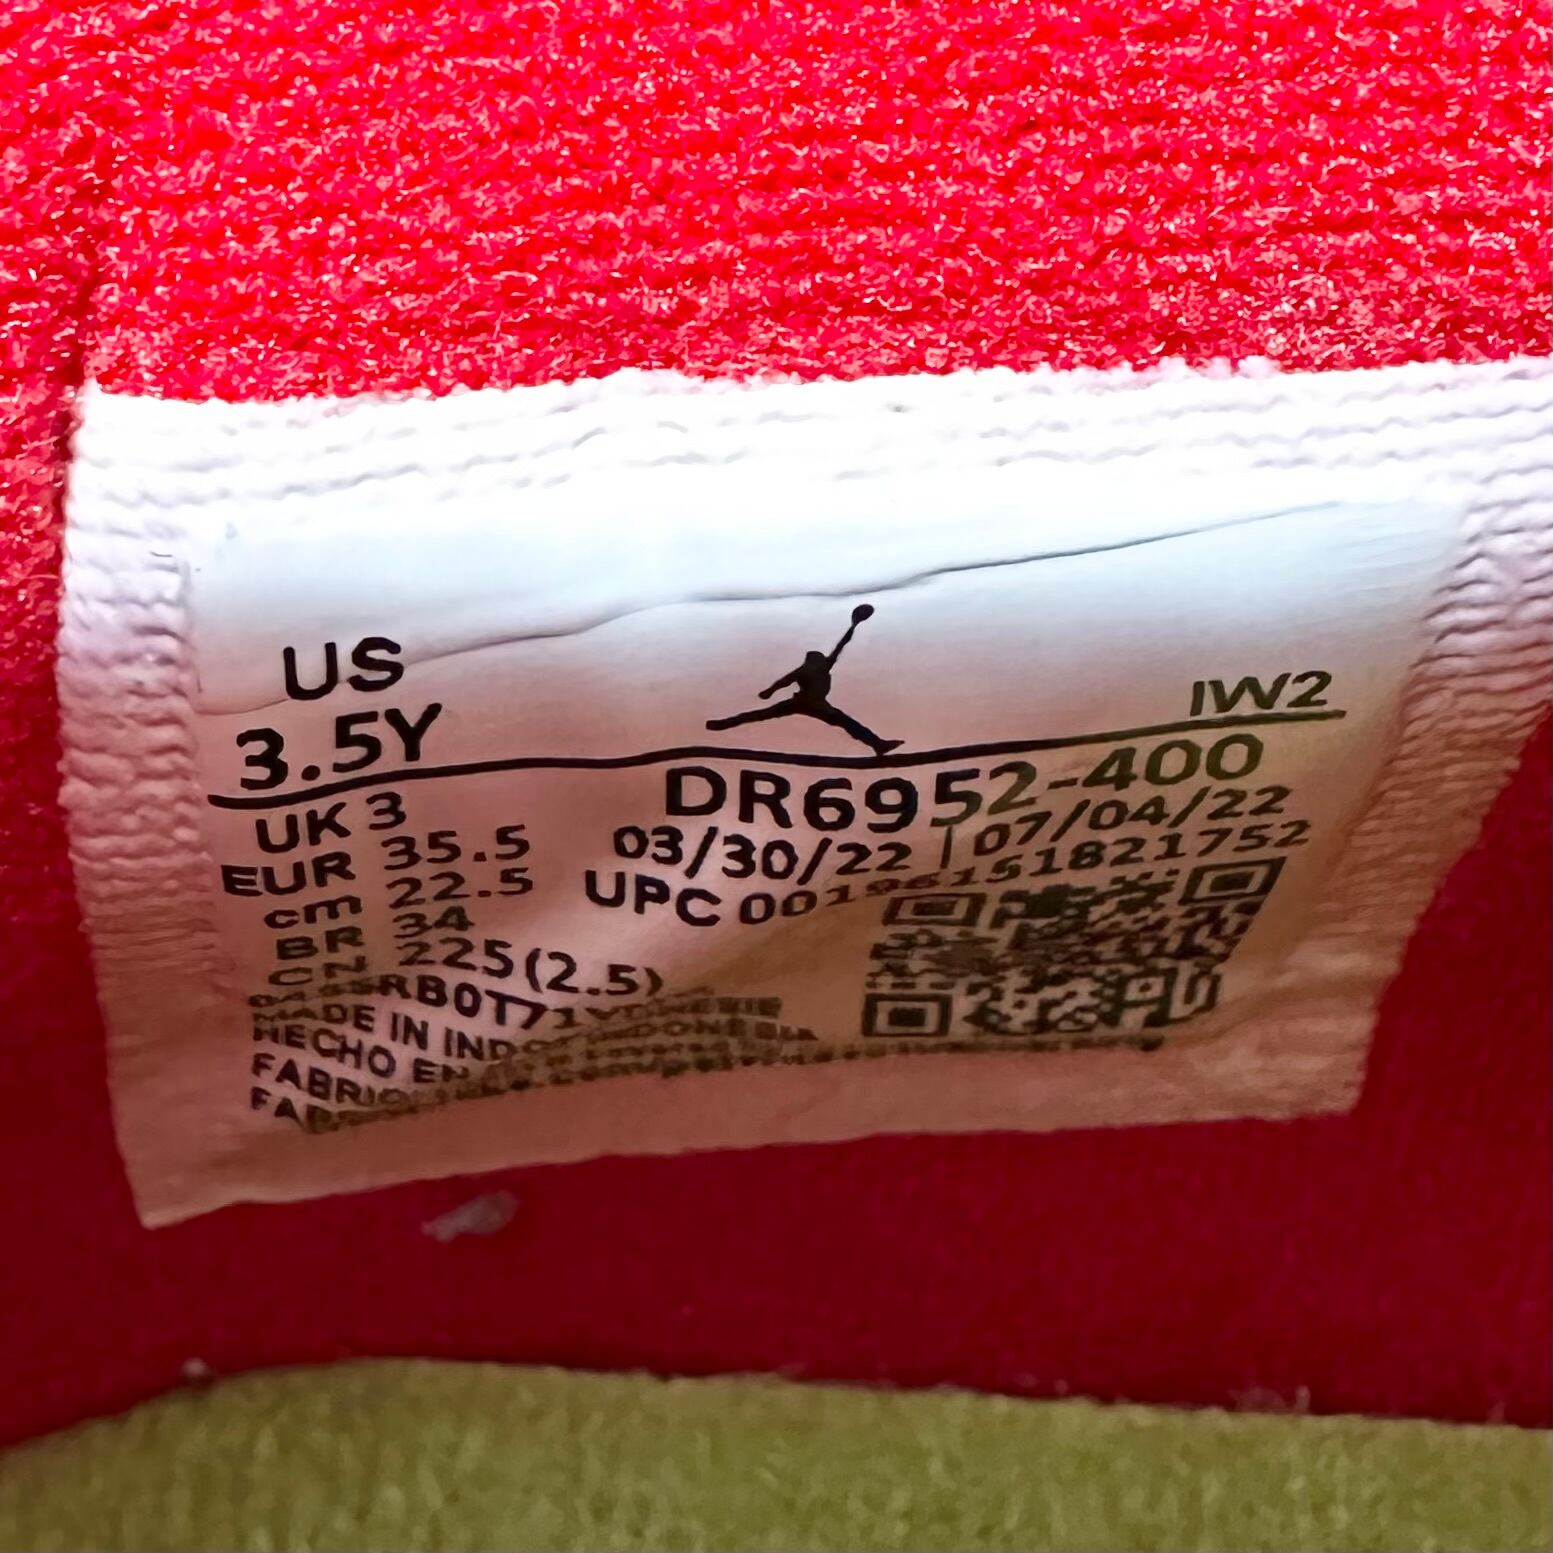 US
3.5Y
IW2
UK 3
EUR 35.5
cm 22.5
BR 34
CN 225(2.5)
DR6952-400
03/30/22 | 07/04/22
UPC 00196151821752
MADE IN
HECHO EN